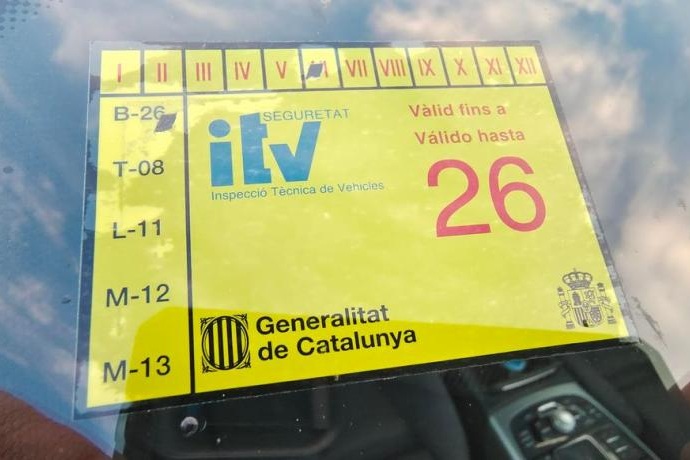 I II III IV V VI VII VIII IX X XI XII
B-26
T-08
L-11
M-12
M-13
SEGURETAT
itv
Inspecció Tècnica de Vehicles
Vàlid fins a
Válido hasta
26
Generalitat
de Catalunya